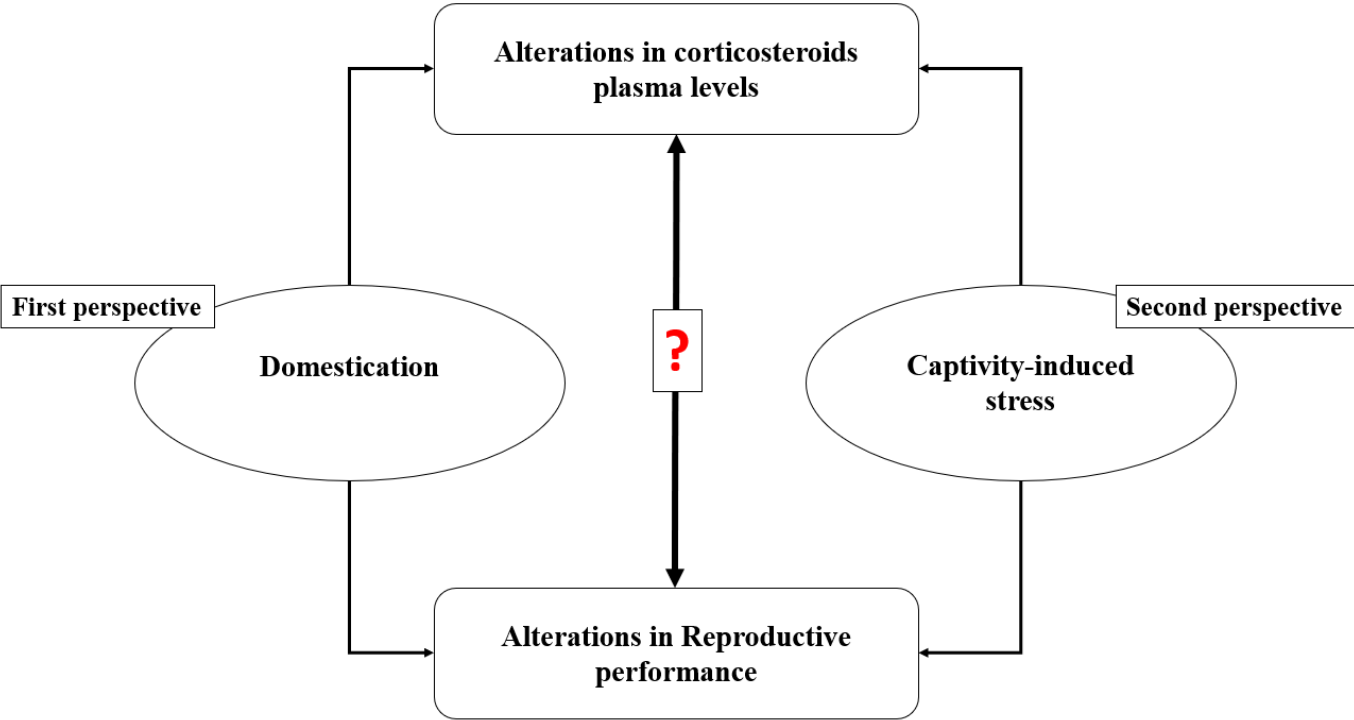 Alterations in corticosteroids
plasma levels
First perspective
Second perspective
Domestication
Captivity-induced
stress
?
Alterations in Reproductive
performance